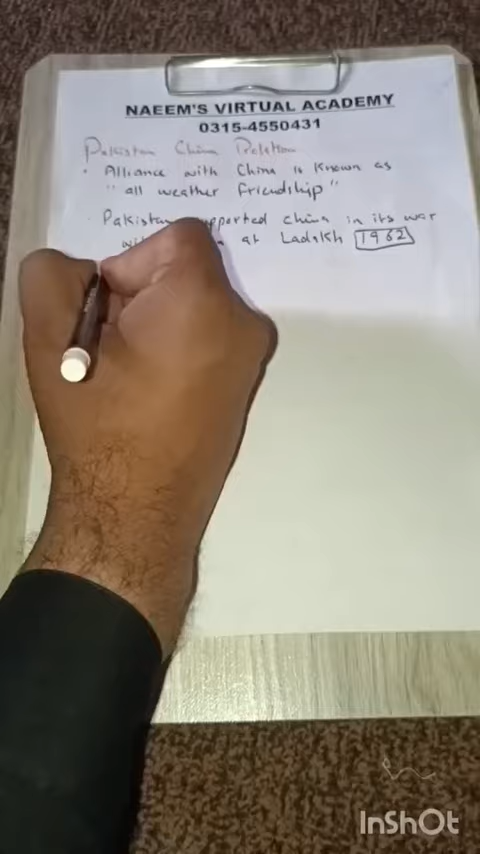 NAEEM'S VIRTUAL ACADEMY
0315-4550431
Pakistan China Relation
• Alliance with China is known as
" all weather friendship "
Pakistan supported china in its war
at Ladakh 1962
InShOt